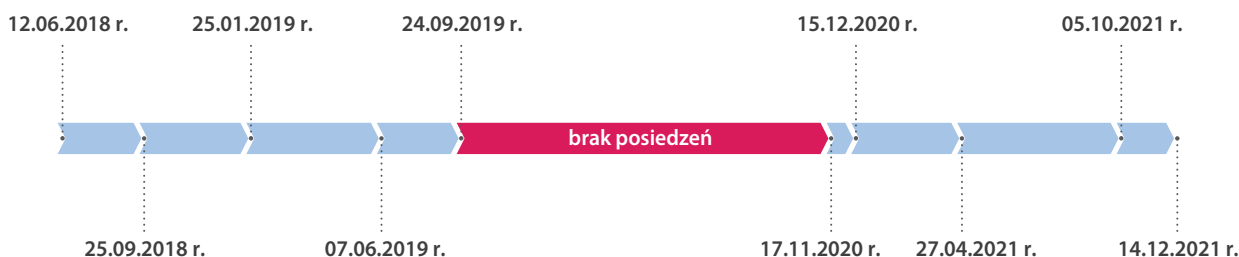 12.06.2018 r. 25.01.2019 r. 24.09.2019 r. 15.12.2020 r. 05.10.2021 r.
brak posiedzeń
25.09.2018 r. 07.06.2019 r. 17.11.2020 r. 27.04.2021 r. 14.12.2021 r.